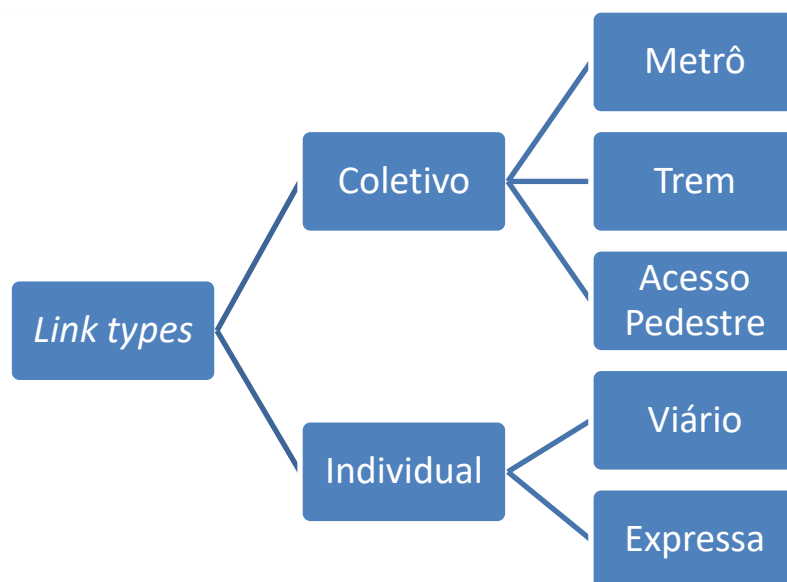 Link types
Coletivo
Metrô
Trem
Acesso
Pedestre
Individual
Viário
Expressa